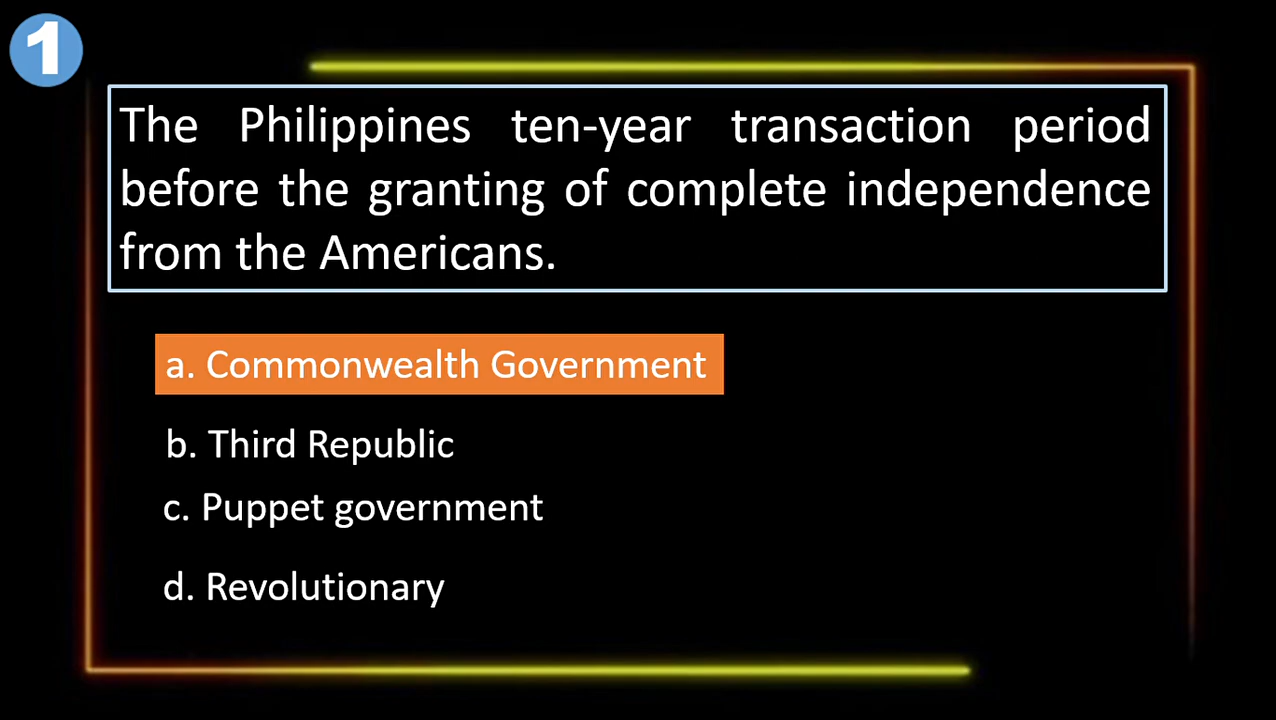 1
The Philippines ten-year transaction period
before the granting of complete independence
from the Americans.
a. Commonwealth Government
b. Third Republic
c. Puppet government
d. Revolutionary